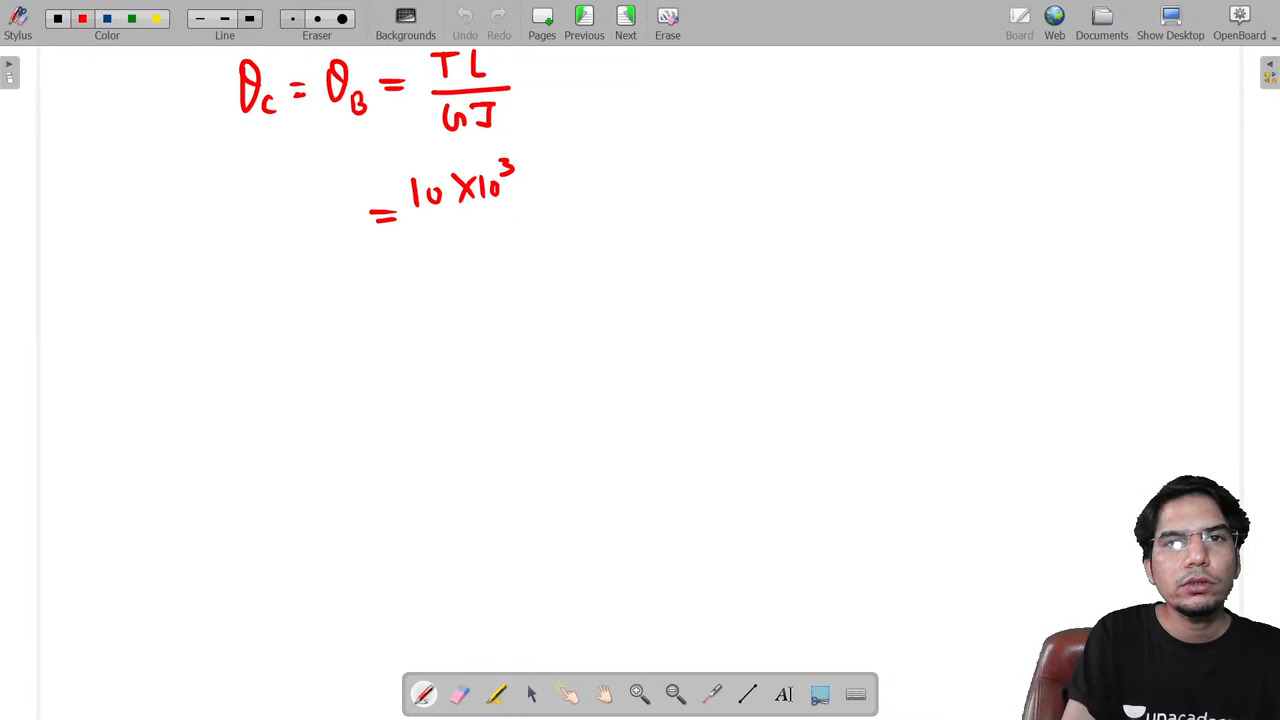 Stylus
Color
Line
Eraser
Backgrounds
Undo
Redo
Pages
Previous
Next
Erase
Board
Web
Documents
Show Desktop
OpenBoard
θc = θB = TL / GJ
= 10 × 10³
unacademy